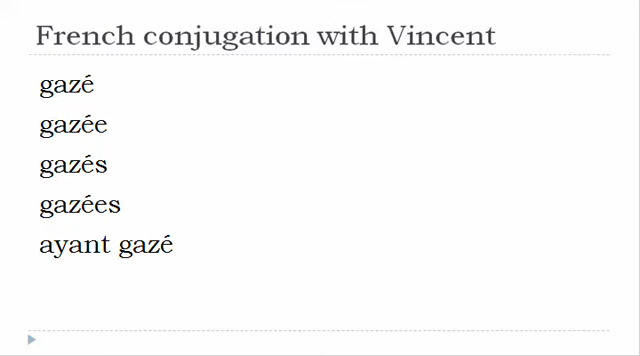 French conjugation with Vincent
gazé
gazée
gazés
gazées
ayant gazé